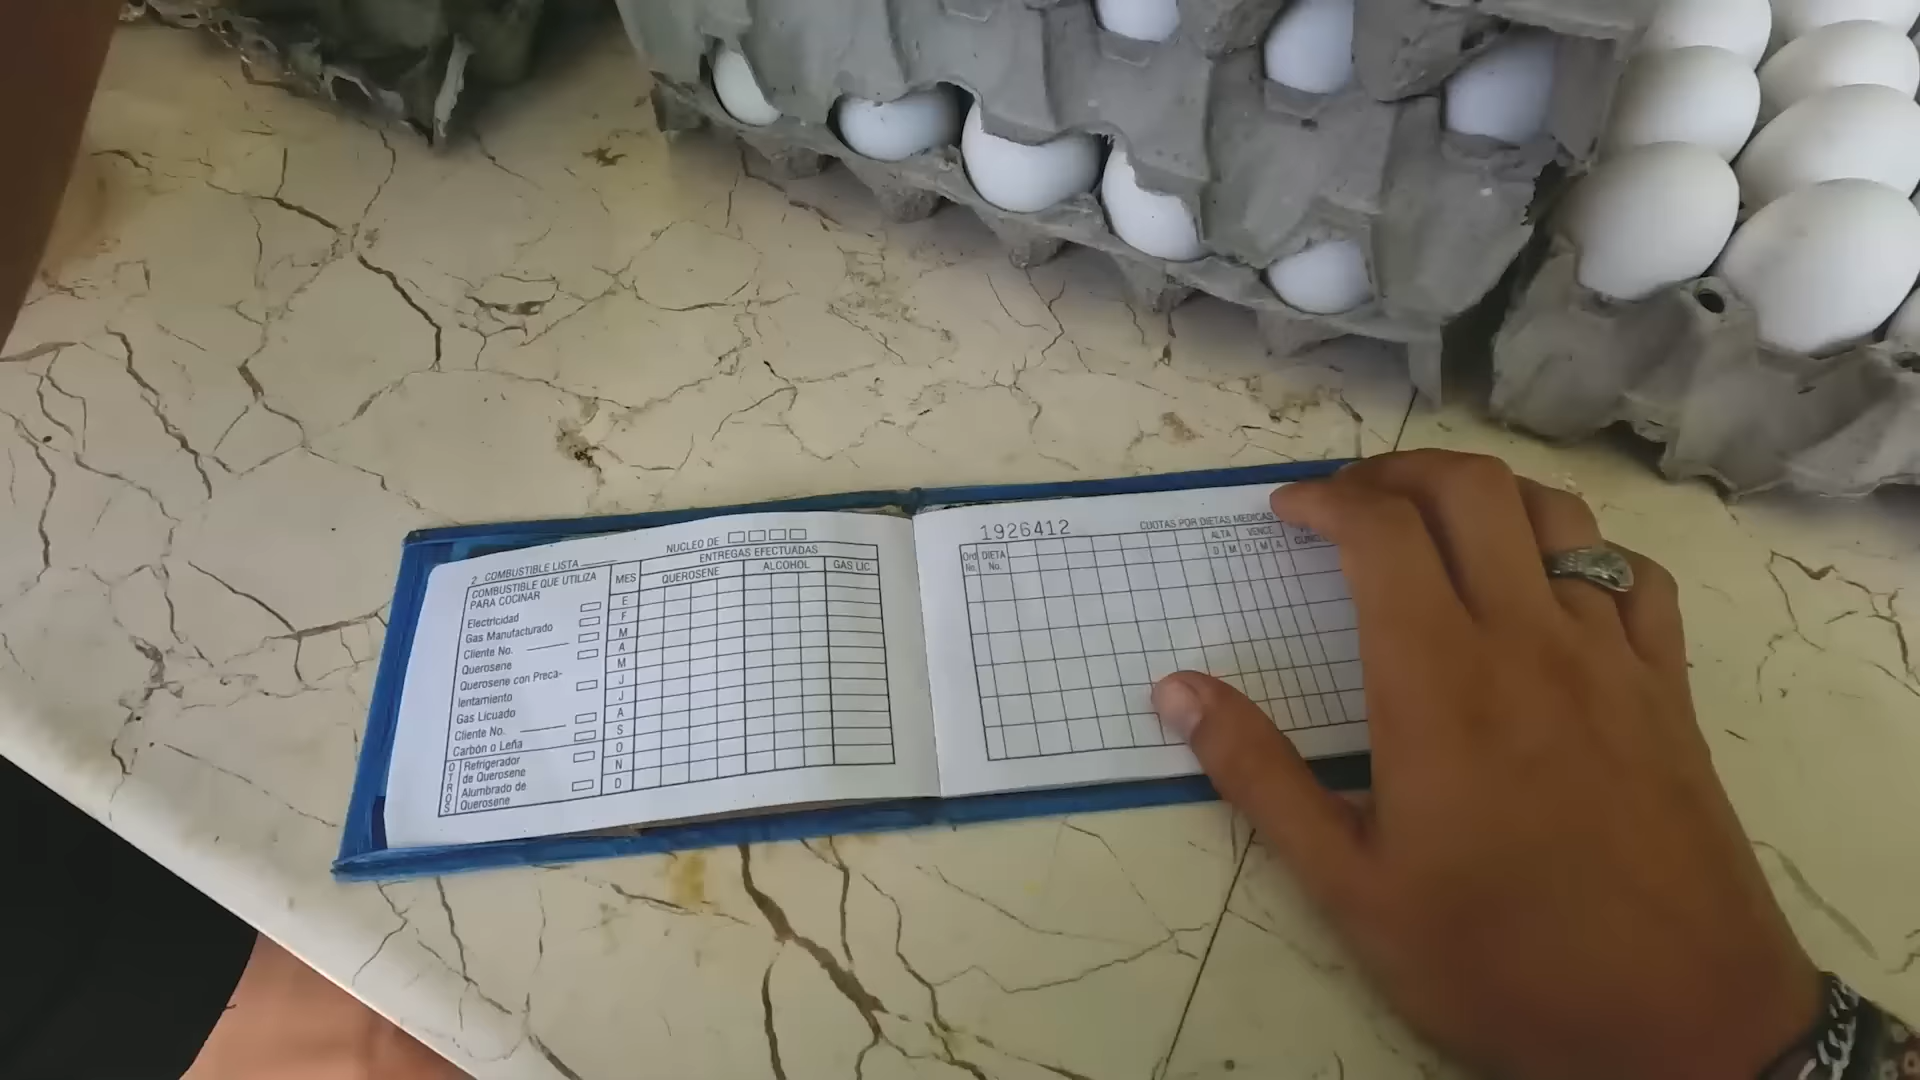 NUCLEO DE
2 COMBUSTIBLE LISTA
ENTREGAS EFECTUADAS
COMBUSTIBLE QUE UTILIZA
PARA COCINAR
MES
QUEROSENE
ALCOHOL
GAS LIC.
Electricidad
Gas Manufacturado
Cliente No.
Querosene
Querosene con Preca-
lentamiento
Gas Licuado
Cliente No.
Carbón o Leña
OTROS
Refrigerador
de Querosene
Alumbrado de
Querosene
E
F
M
A
M
J
J
A
S
O
N
D
1926412
CUOTAS POR DIETAS MEDICAS
Ord
No.
DIETA
No.
ALTA
VENCE
D M D M A